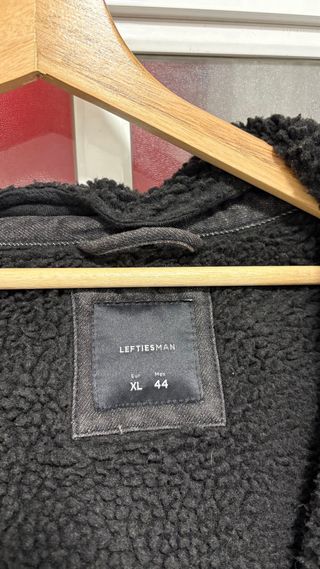 LEFTIESMAN
Eur Mex
XL 44